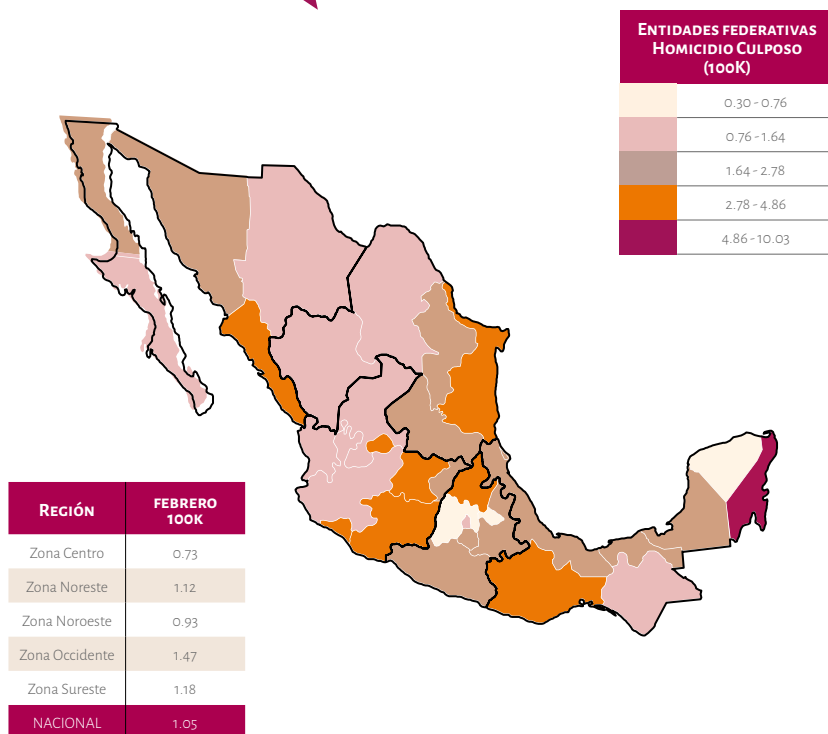 Entidades federativas
Homicidio Culposo
(100K)
0.30 - 0.76
0.76 - 1.64
1.64 - 2.78
2.78 - 4.86
4.86 - 10.03
Región febrero 100K
Zona Centro 0.73
Zona Noreste 1.12
Zona Noroeste 0.93
Zona Occidente 1.47
Zona Sureste 1.18
NACIONAL 1.05